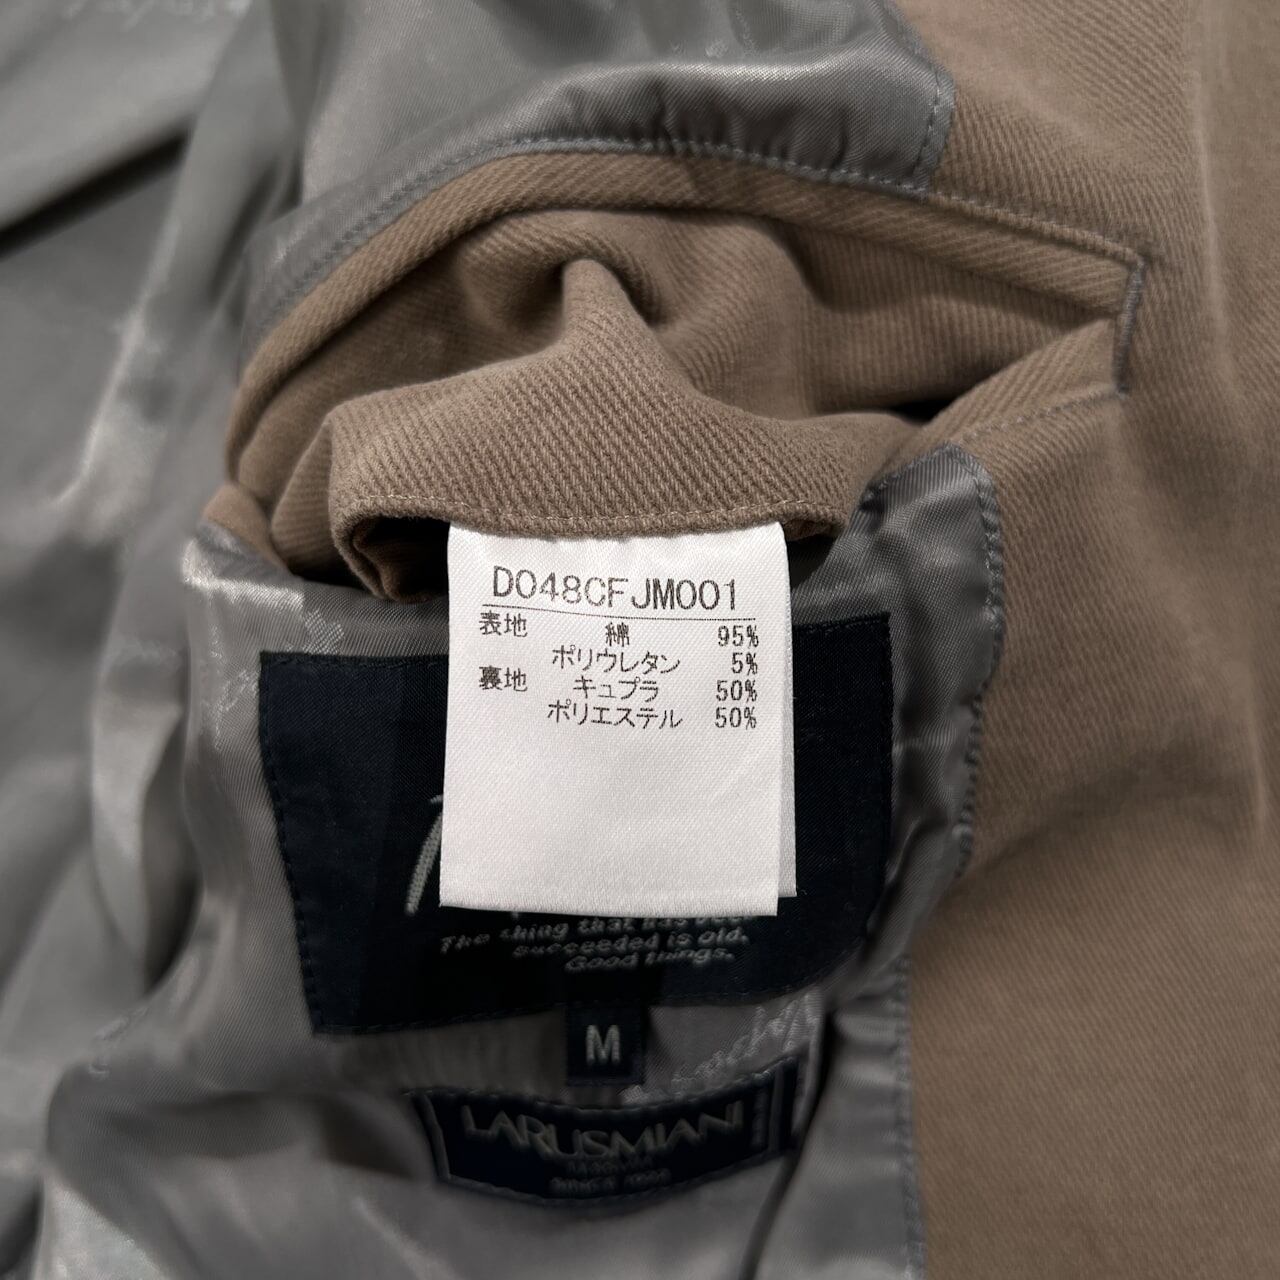 D048CFJM001
表地 綿 95%
ポリウレタン 5%
裏地 キュプラ 50%
ポリエステル 50%
The thing that has
succeeded is old.
Good things.
M
LARUSMIANI